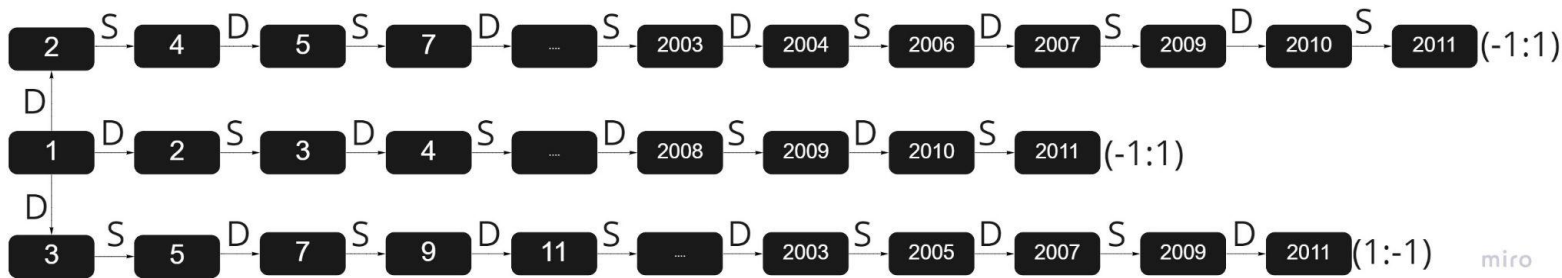 2 S 4 D 5 S 7 D .... S 2003 D 2004 S 2006 D 2007 S 2009 D 2010 S 2011 (-1:1)
D
1 D 2 S 3 D 4 S .... D 2008 S 2009 D 2010 S 2011 (-1:1)
D
3 S 5 D 7 S 9 D 11 S .... D 2003 S 2005 D 2007 S 2009 D 2011 (1:-1)
miro